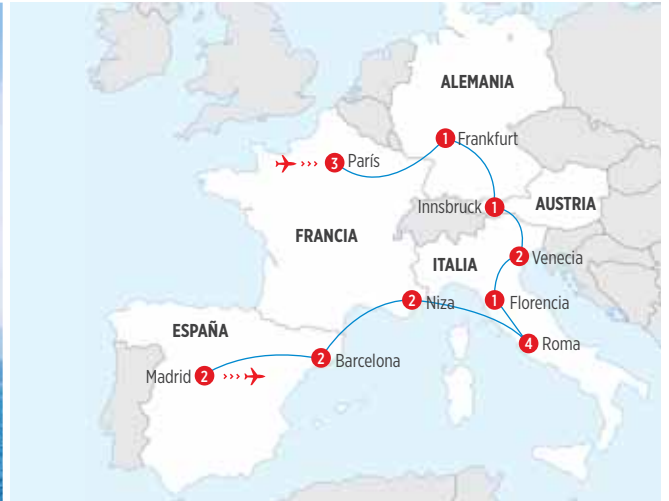 ALEMANIA
1 Frankfurt
››› 3 París
Innsbruck 1
AUSTRIA
FRANCIA
2 Venecia
ITALIA
2 Niza
1 Florencia
ESPAÑA
4 Roma
2 Barcelona
Madrid 2 ›››